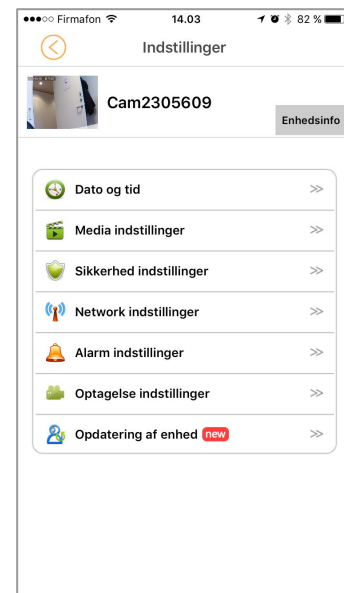 Firmafon 14.03 82 %
Indstillinger
Cam2305609
Enhedsinfo
Dato og tid
Media indstillinger
Sikkerhed indstillinger
Network indstillinger
Alarm indstillinger
Optagelse indstillinger
Opdatering af enhed new